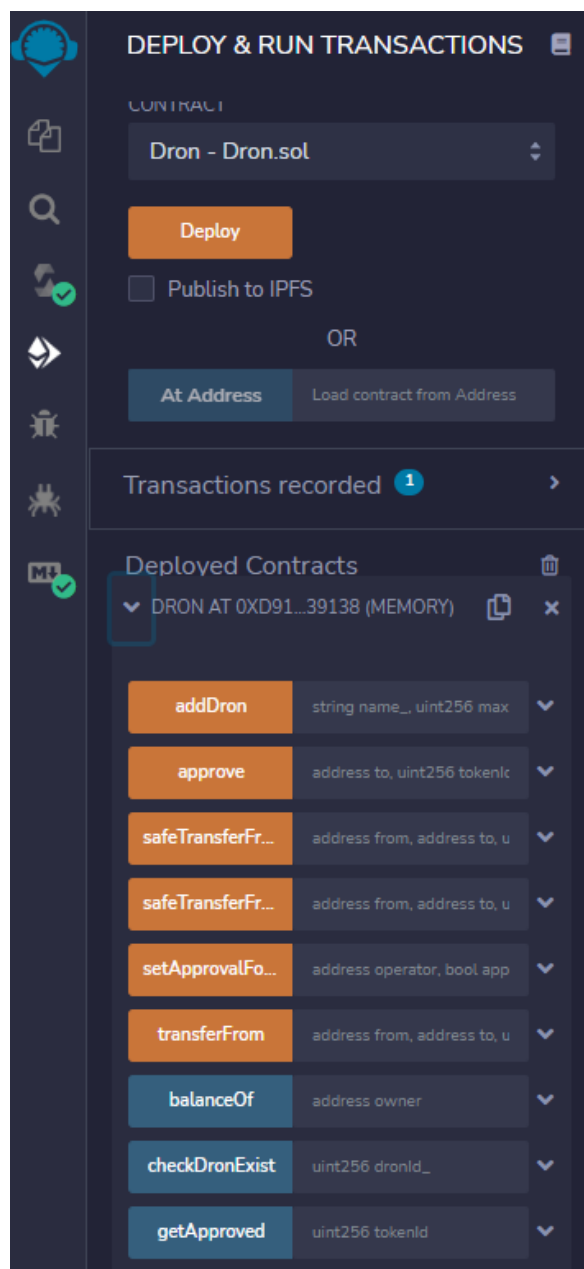 DEPLOY & RUN TRANSACTIONS
CONTRACT
Dron - Dron.sol
Deploy
Publish to IPFS
OR
At Address Load contract from Address
Transactions recorded 1
Deployed Contracts
DRON AT 0XD91...39138 (MEMORY)
addDron string name_, uint256 max
approve address to, uint256 tokenId
safeTransferFr... address from, address to, u
safeTransferFr... address from, address to, u
setApprovalFo... address operator, bool app
transferFrom address from, address to, u
balanceOf address owner
checkDronExist uint256 dronId_
getApproved uint256 tokenId
M